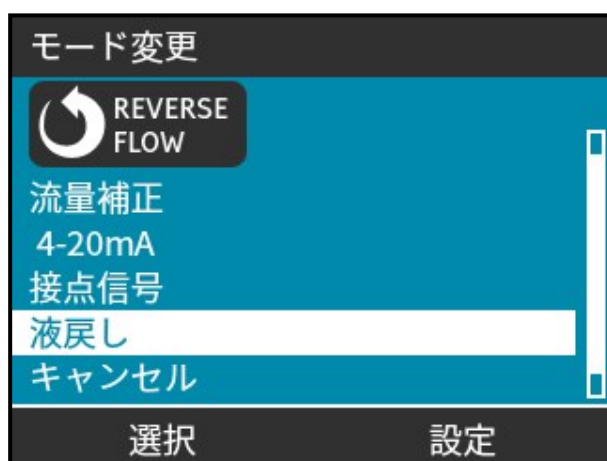 モード変更
REVERSE
FLOW
流量補正
4-20mA
接点信号
液戻し
キャンセル
選択 設定